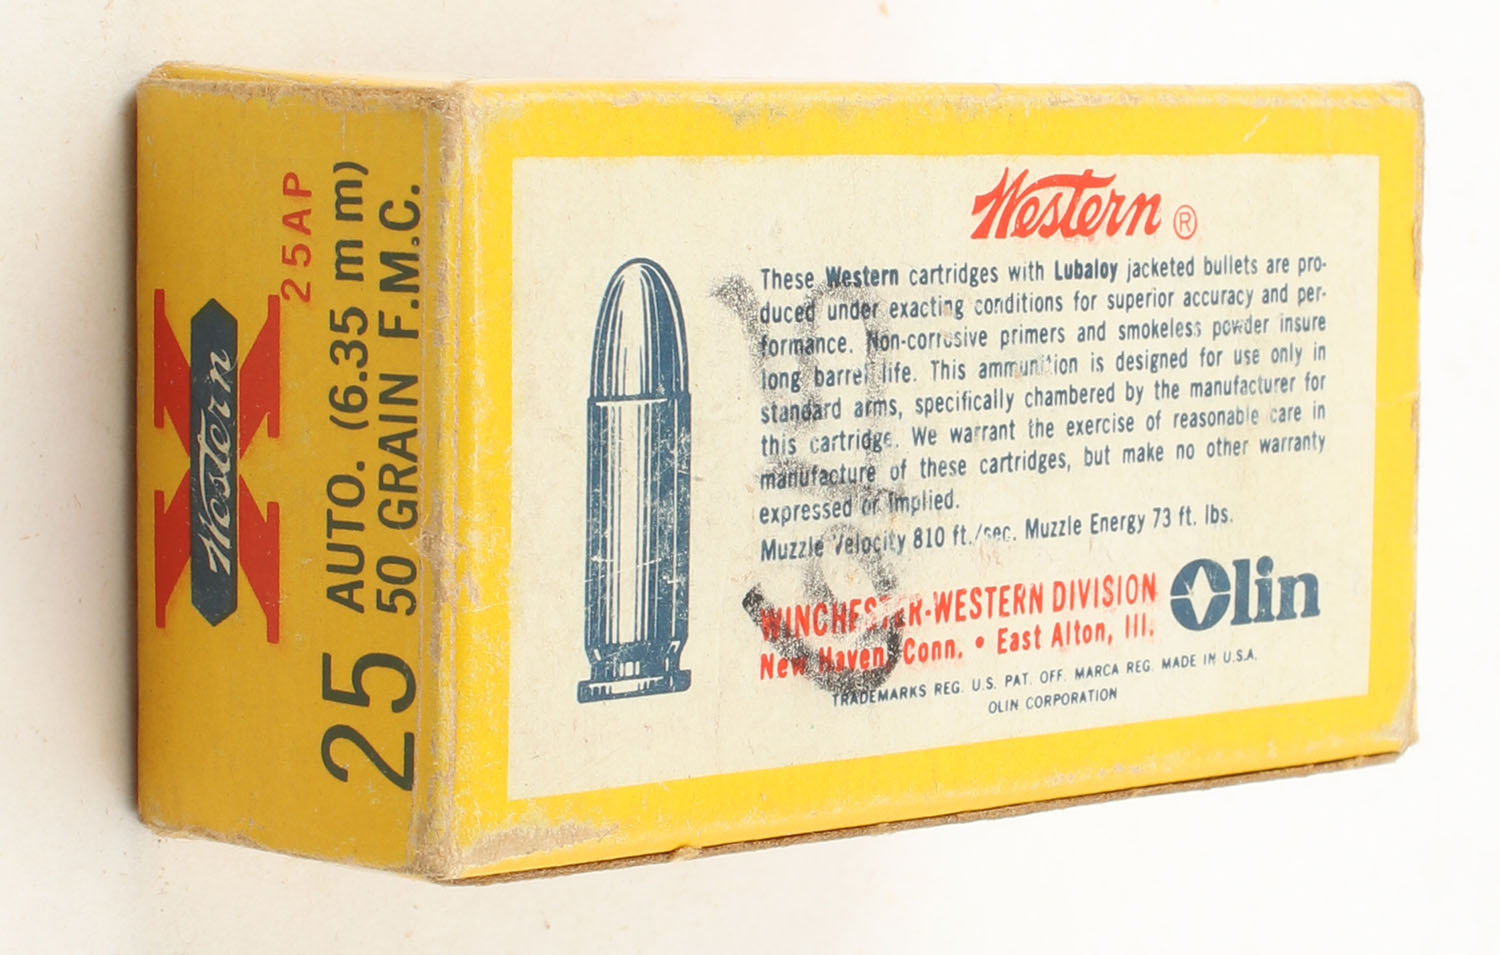 Western
25AP
25 AUTO. (6.35 mm)
50 GRAIN F.M.C.
Western ®
These Western cartridges with Lubaloy jacketed bullets are pro-
duced under exacting conditions for superior accuracy and per-
formance. Non-corrosive primers and smokeless powder insure
long barrel life. This ammunition is designed for use only in
standard arms, specifically chambered by the manufacturer for
this cartridge. We warrant the exercise of reasonable care in
manufacture of these cartridges, but make no other warranty
expressed or implied.
Muzzle Velocity 810 ft./sec. Muzzle Energy 73 ft. lbs.
WINCHESTER-WESTERN DIVISION
New Haven, Conn. • East Alton, Ill.
Olin
TRADEMARKS REG. U.S. PAT. OFF. MARCA REG. MADE IN U.S.A.
OLIN CORPORATION